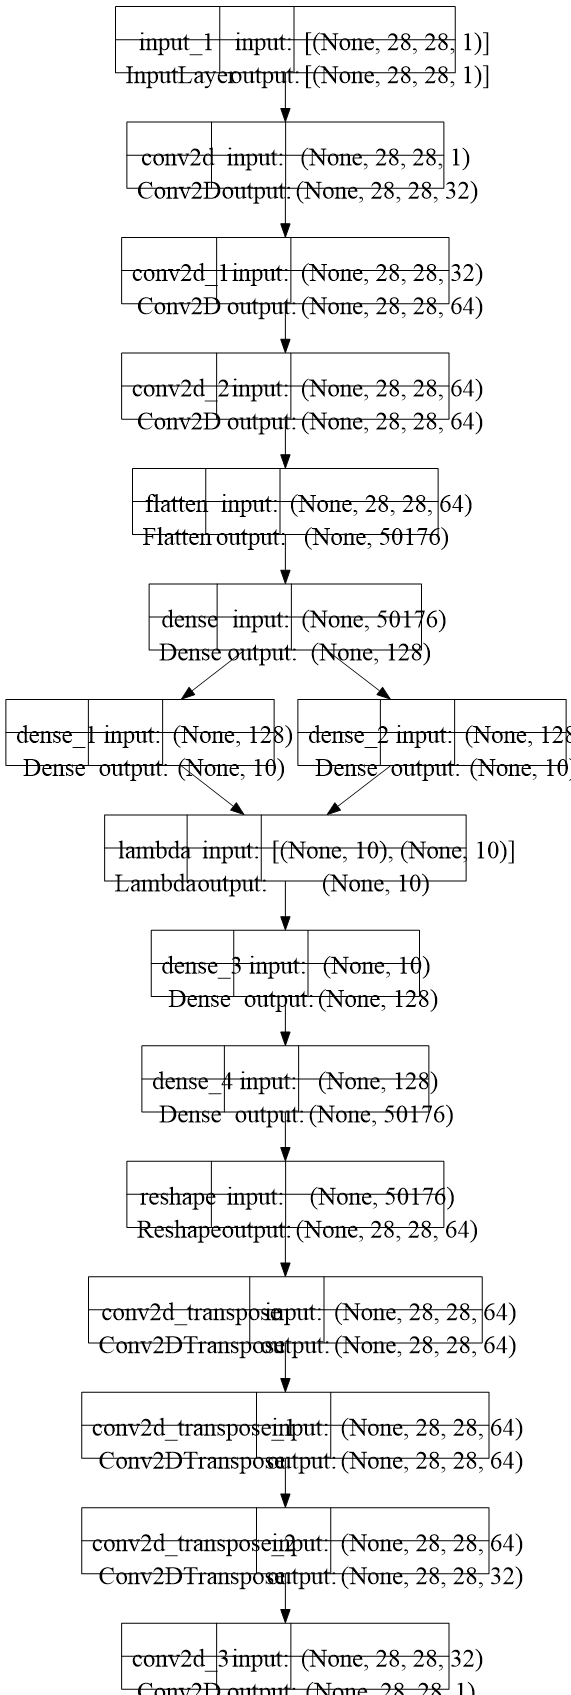 input_1 input: [(None, 28, 28, 1)]
InputLayer output: [(None, 28, 28, 1)]
conv2d input: (None, 28, 28, 1)
Conv2D output: (None, 28, 28, 32)
conv2d_1 input: (None, 28, 28, 32)
Conv2D output: (None, 28, 28, 64)
conv2d_2 input: (None, 28, 28, 64)
Conv2D output: (None, 28, 28, 64)
flatten input: (None, 28, 28, 64)
Flatten output: (None, 50176)
dense input: (None, 50176)
Dense output: (None, 128)
dense_1 input: (None, 128) dense_2 input: (None, 128
Dense output: (None, 10) Dense output: (None, 10)
lambda input: [(None, 10), (None, 10)]
Lambda output: (None, 10)
dense_3 input: (None, 10)
Dense output: (None, 128)
dense_4 input: (None, 128)
Dense output: (None, 50176)
reshape input: (None, 50176)
Reshape output: (None, 28, 28, 64)
conv2d_transpose input: (None, 28, 28, 64)
Conv2DTranspose output: (None, 28, 28, 64)
conv2d_transpose_1 input: (None, 28, 28, 64)
Conv2DTranspose output: (None, 28, 28, 64)
conv2d_transpose_2 input: (None, 28, 28, 64)
Conv2DTranspose output: (None, 28, 28, 32)
conv2d_3 input: (None, 28, 28, 32)
Conv2D output: (None, 28, 28, 1)